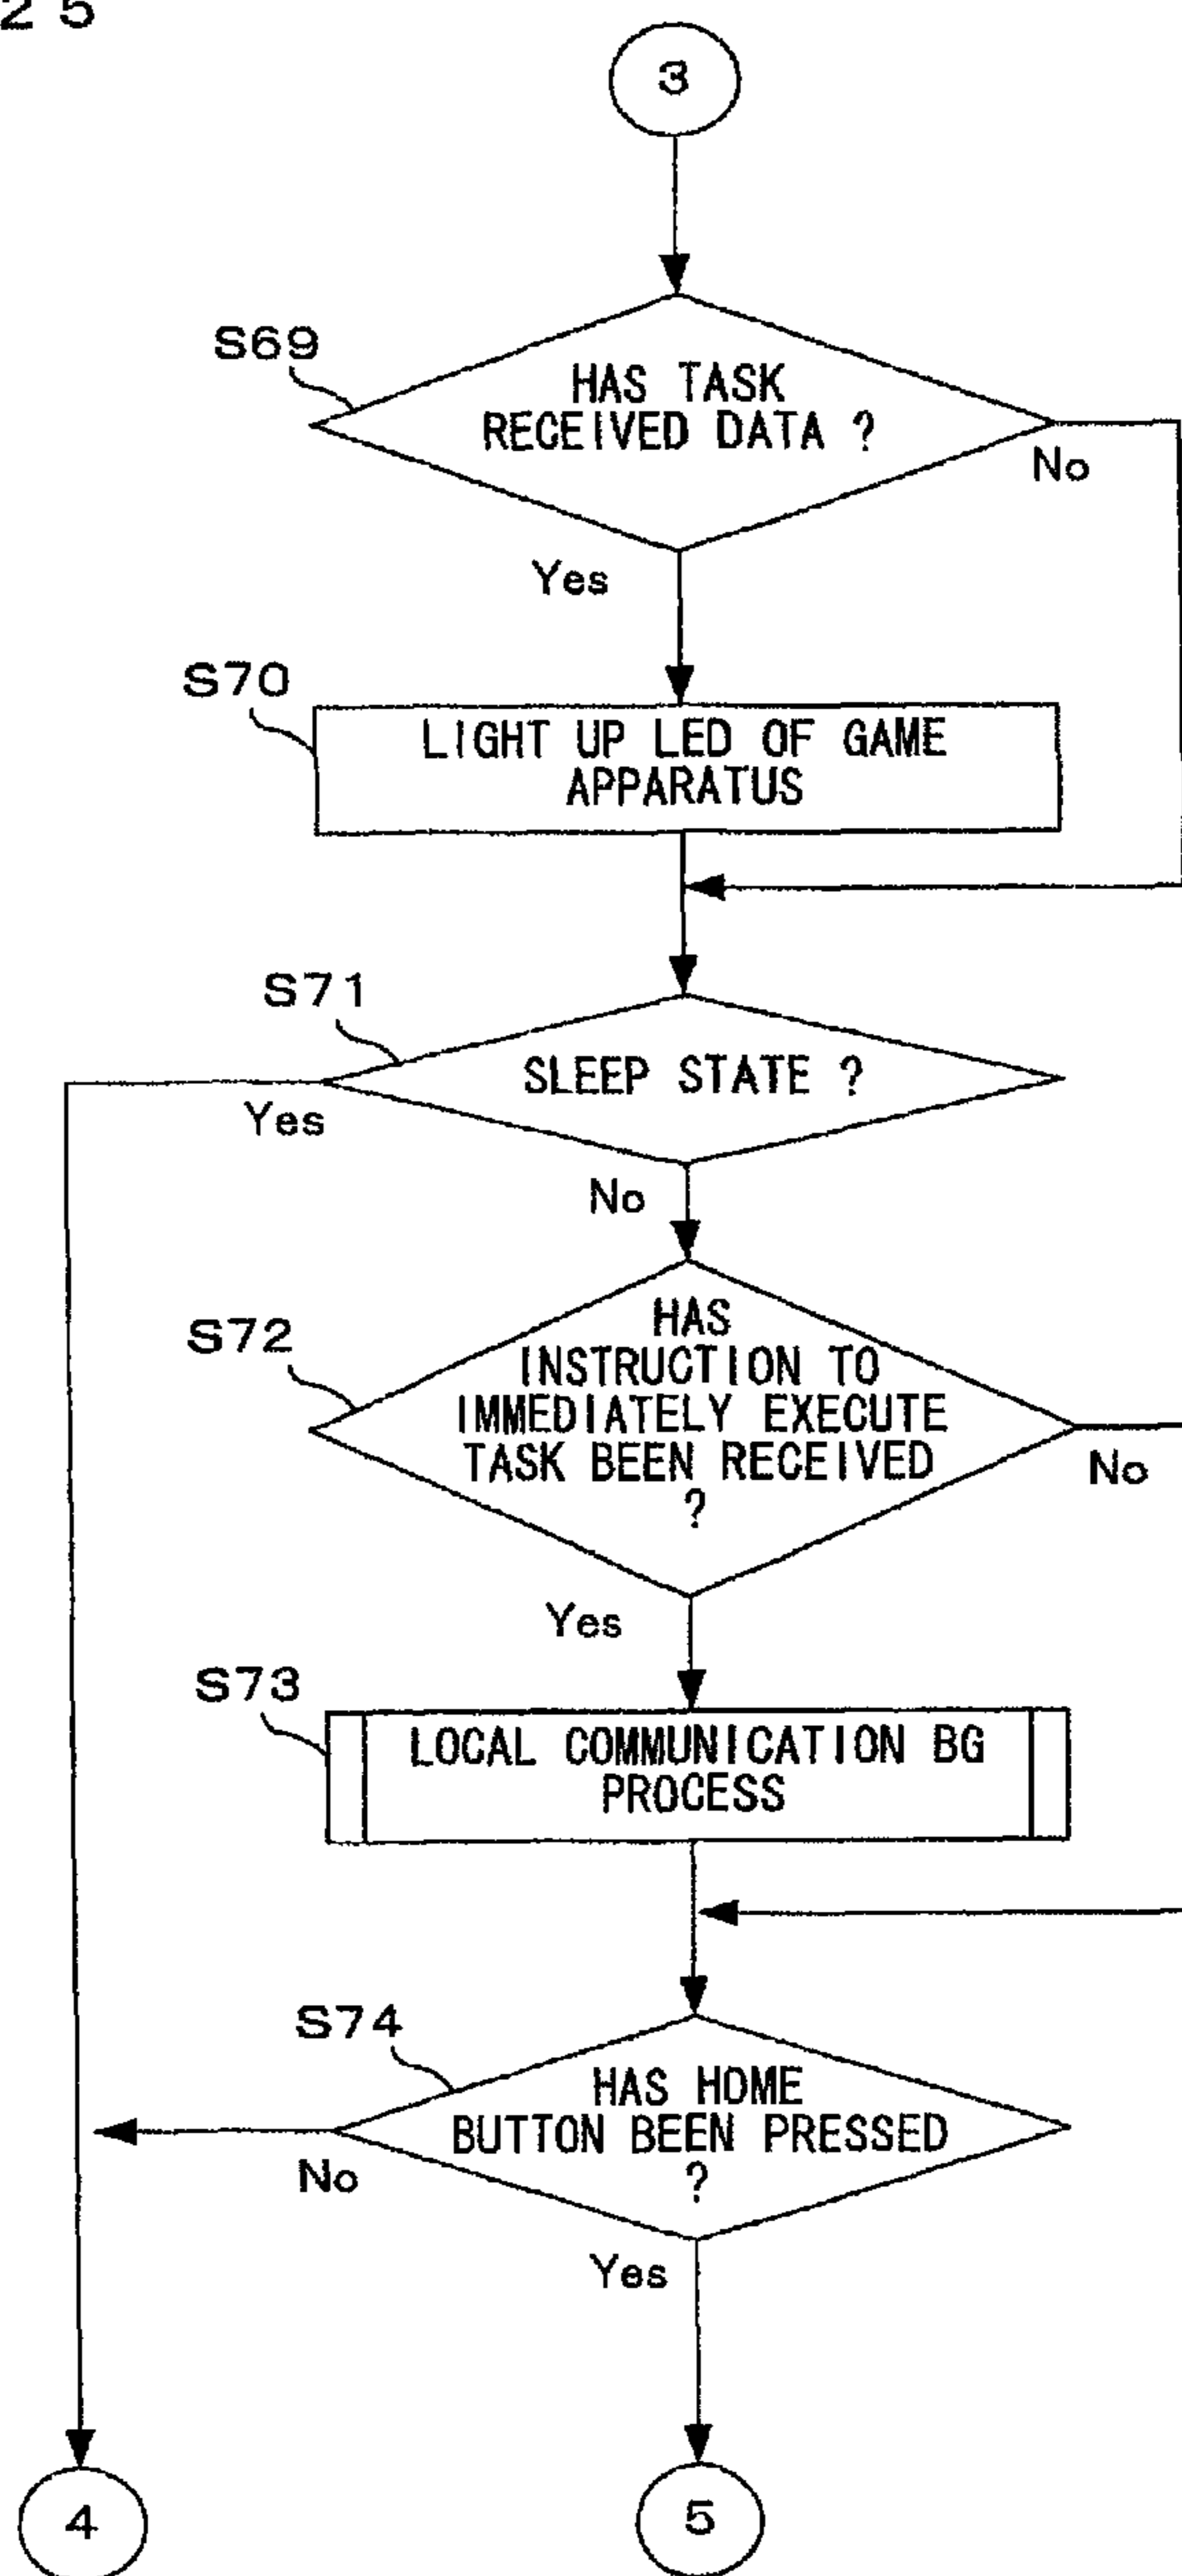 25
3
S69
HAS TASK
RECEIVED DATA ?
No
Yes
S70
LIGHT UP LED OF GAME
APPARATUS
S71
SLEEP STATE ?
Yes
No
S72
HAS
INSTRUCTION TO
IMMEDIATELY EXECUTE
TASK BEEN RECEIVED
?
No
Yes
S73
LOCAL COMMUNICATION BG
PROCESS
S74
HAS HOME
BUTTON BEEN PRESSED
?
No
Yes
4
5